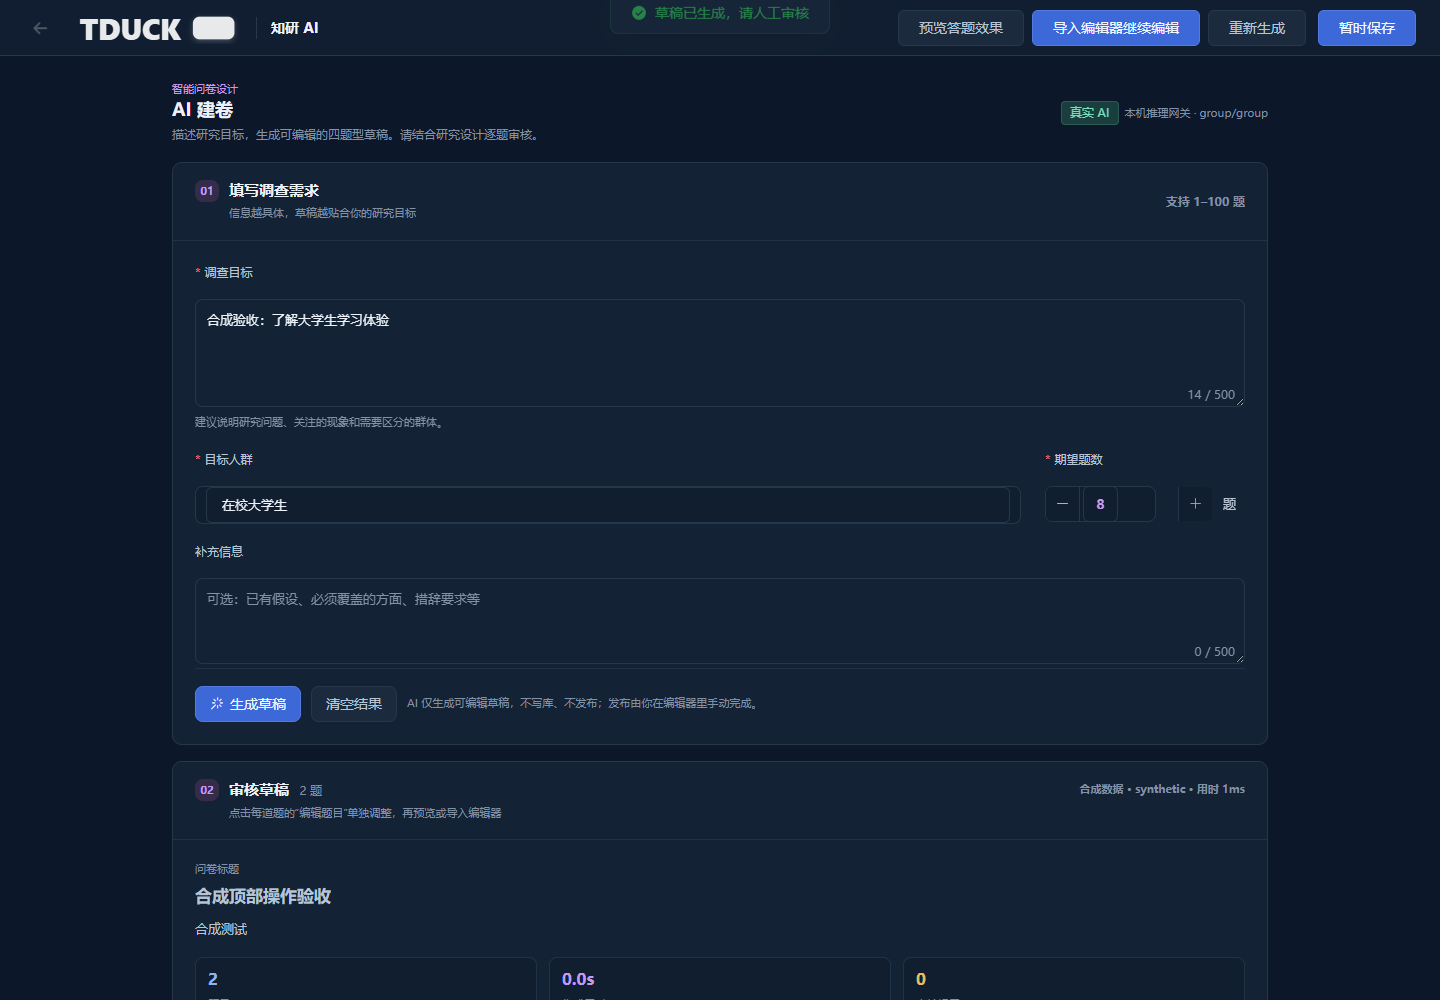 TDUCK
知研 AI
草稿已生成，请人工审核
预览答题效果
导入编辑器继续编辑
重新生成
暂时保存
智能问卷设计
AI 建卷
描述研究目标，生成可编辑的四题型草稿。请结合研究设计逐题审核。
真实 AI
本机推理网关 · group/group
01
填写调查需求
信息越具体，草稿越贴合你的研究目标
支持 1–100 题
* 调查目标
合成验收：了解大学生学习体验
14 / 500
建议说明研究问题、关注的现象和需要区分的群体。
* 目标人群
* 期望题数
在校大学生
8
题
补充信息
可选：已有假设、必须覆盖的方面、措辞要求等
0 / 500
生成草稿
清空结果
AI 仅生成可编辑草稿，不写库、不发布；发布由你在编辑器里手动完成。
02
审核草稿
2 题
点击每道题的“编辑题目”单独调整，再预览或导入编辑器
合成数据 • synthetic • 用时 1ms
问卷标题
合成顶部操作验收
合成测试
2
0.0s
0